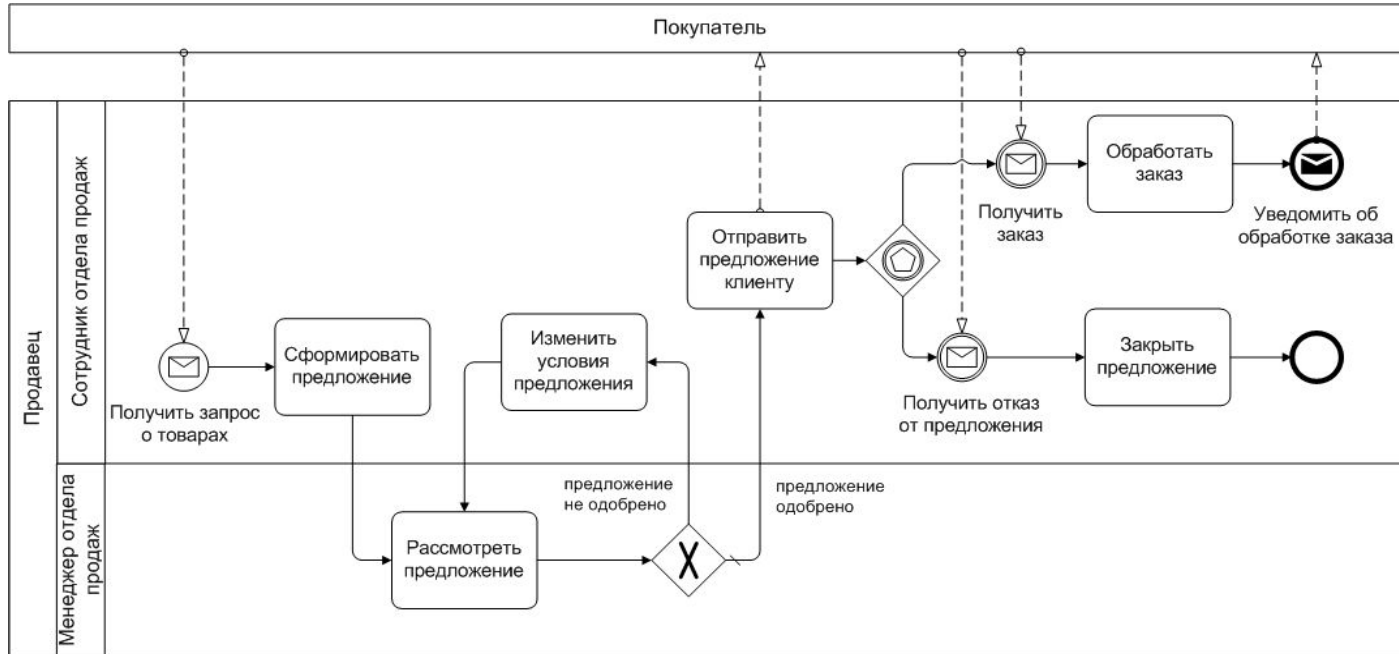 Покупатель
Продавец
Сотрудник отдела продаж
Получить запрос
о товарах
Сформировать
предложение
Изменить
условия
предложения
Отправить
предложение
клиенту
Получить
заказ
Обработать
заказ
Уведомить об
обработке заказа
Получить отказ
от предложения
Закрыть
предложение
Менеджер отдела
продаж
Рассмотреть
предложение
предложение
не одобрено
предложение
одобрено